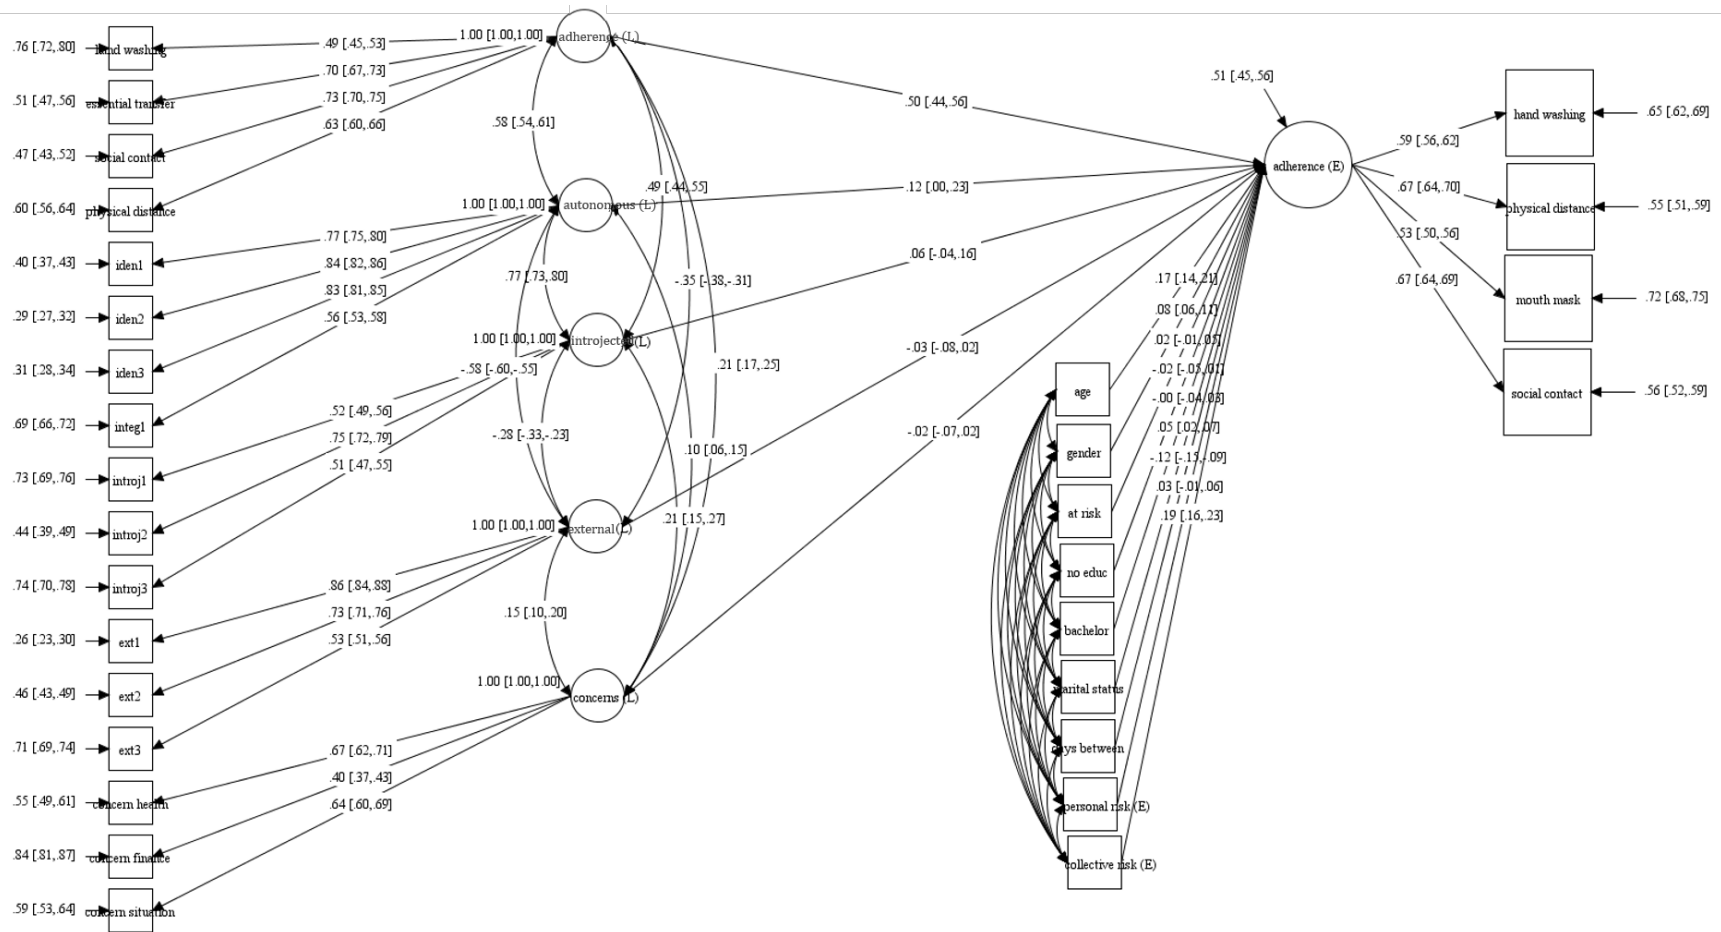 .76 [.72,.80]
hand washing
.49 [.45,.53]
1.00 [1.00,1.00]
adherence (L)
.51 [.47,.56]
essential transfer
.70 [.67,.73]
.47 [.43,.52]
social contact
.73 [.70,.75]
.60 [.56,.64]
physical distance
.63 [.60,.66]
.58 [.54,.61]
1.00 [1.00,1.00]
autonomous (L)
.40 [.37,.43]
iden1
.77 [.75,.80]
.29 [.27,.32]
iden2
.84 [.82,.86]
.31 [.28,.34]
iden3
.83 [.81,.85]
.69 [.66,.72]
integ1
.56 [.53,.58]
.49 [.44,.55]
.77 [.73,.80]
-.35 [-.38,-.31]
1.00 [1.00,1.00]
introjected (L)
-.58 [-.60,-.55]
.21 [.17,.25]
.73 [.69,.76]
introj1
.52 [.49,.56]
.44 [.39,.49]
introj2
.75 [.72,.79]
.74 [.70,.78]
introj3
.51 [.47,.55]
-.28 [-.33,-.23]
.10 [.06,.15]
1.00 [1.00,1.00]
external (L)
.21 [.15,.27]
.26 [.23,.30]
ext1
.86 [.84,.88]
.46 [.43,.49]
ext2
.73 [.71,.76]
.71 [.69,.74]
ext3
.53 [.51,.56]
.15 [.10,.20]
1.00 [1.00,1.00]
concerns (L)
.55 [.49,.61]
concern health
.67 [.62,.71]
.84 [.81,.87]
concern finance
.40 [.37,.43]
.59 [.53,.64]
concern situation
.64 [.60,.69]
.50 [.44,.56]
.12 [.00,.23]
.06 [-.04,.16]
-.03 [-.08,.02]
-.02 [-.07,.02]
.51 [.45,.56]
adherence (E)
.17 [.14,.21]
.08 [.06,.11]
.02 [-.01,.05]
-.02 [-.05,.01]
-.00 [-.04,.03]
.05 [.02,.07]
-.12 [-.15,-.09]
.03 [-.01,.06]
.19 [.16,.23]
age
gender
at risk
no educ
bachelor
marital status
days between
personal risk (E)
collective risk (E)
.59 [.56,.62]
hand washing
.65 [.62,.69]
.67 [.64,.70]
physical distance
.55 [.51,.59]
.53 [.50,.56]
mouth mask
.72 [.68,.75]
.67 [.64,.69]
social contact
.56 [.52,.59]